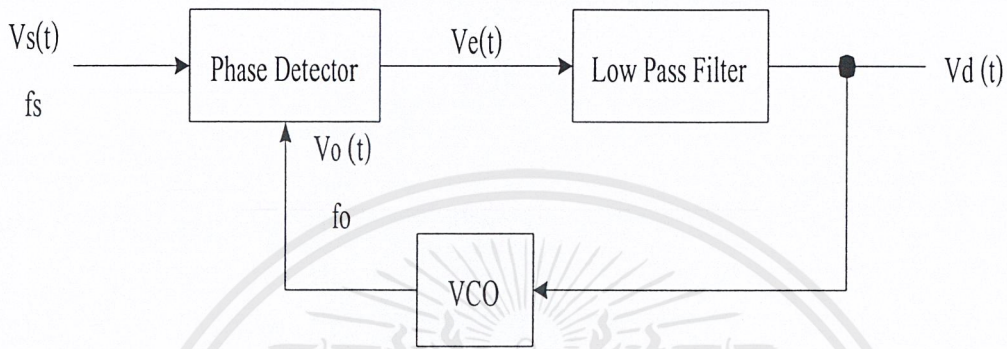 Vs(t)
fs
Phase Detector
Ve(t)
Low Pass Filter
Vd (t)
Vo (t)
fo
VCO